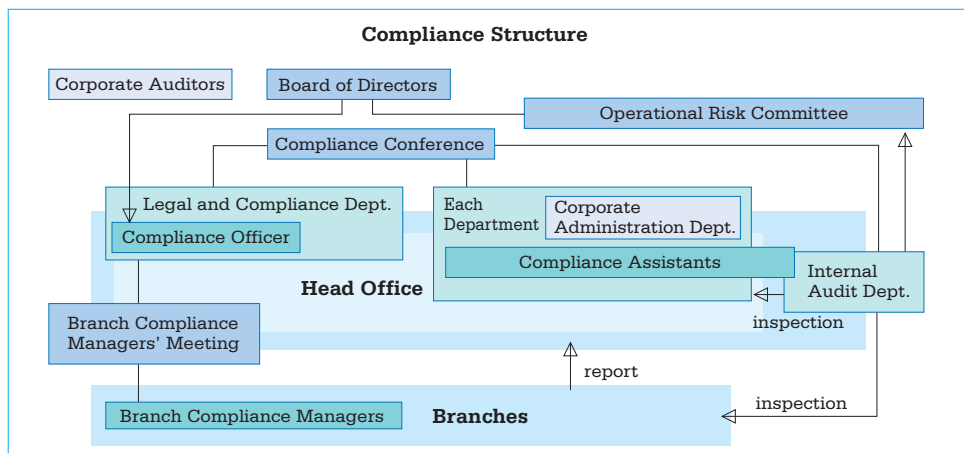 Compliance Structure
Corporate Auditors
Board of Directors
Operational Risk Committee
Compliance Conference
Legal and Compliance Dept.
Compliance Officer
Each
Department
Corporate
Administration Dept.
Compliance Assistants
Head Office
Internal
Audit Dept.
inspection
Branch Compliance
Managers’ Meeting
report
Branch Compliance Managers
Branches
inspection